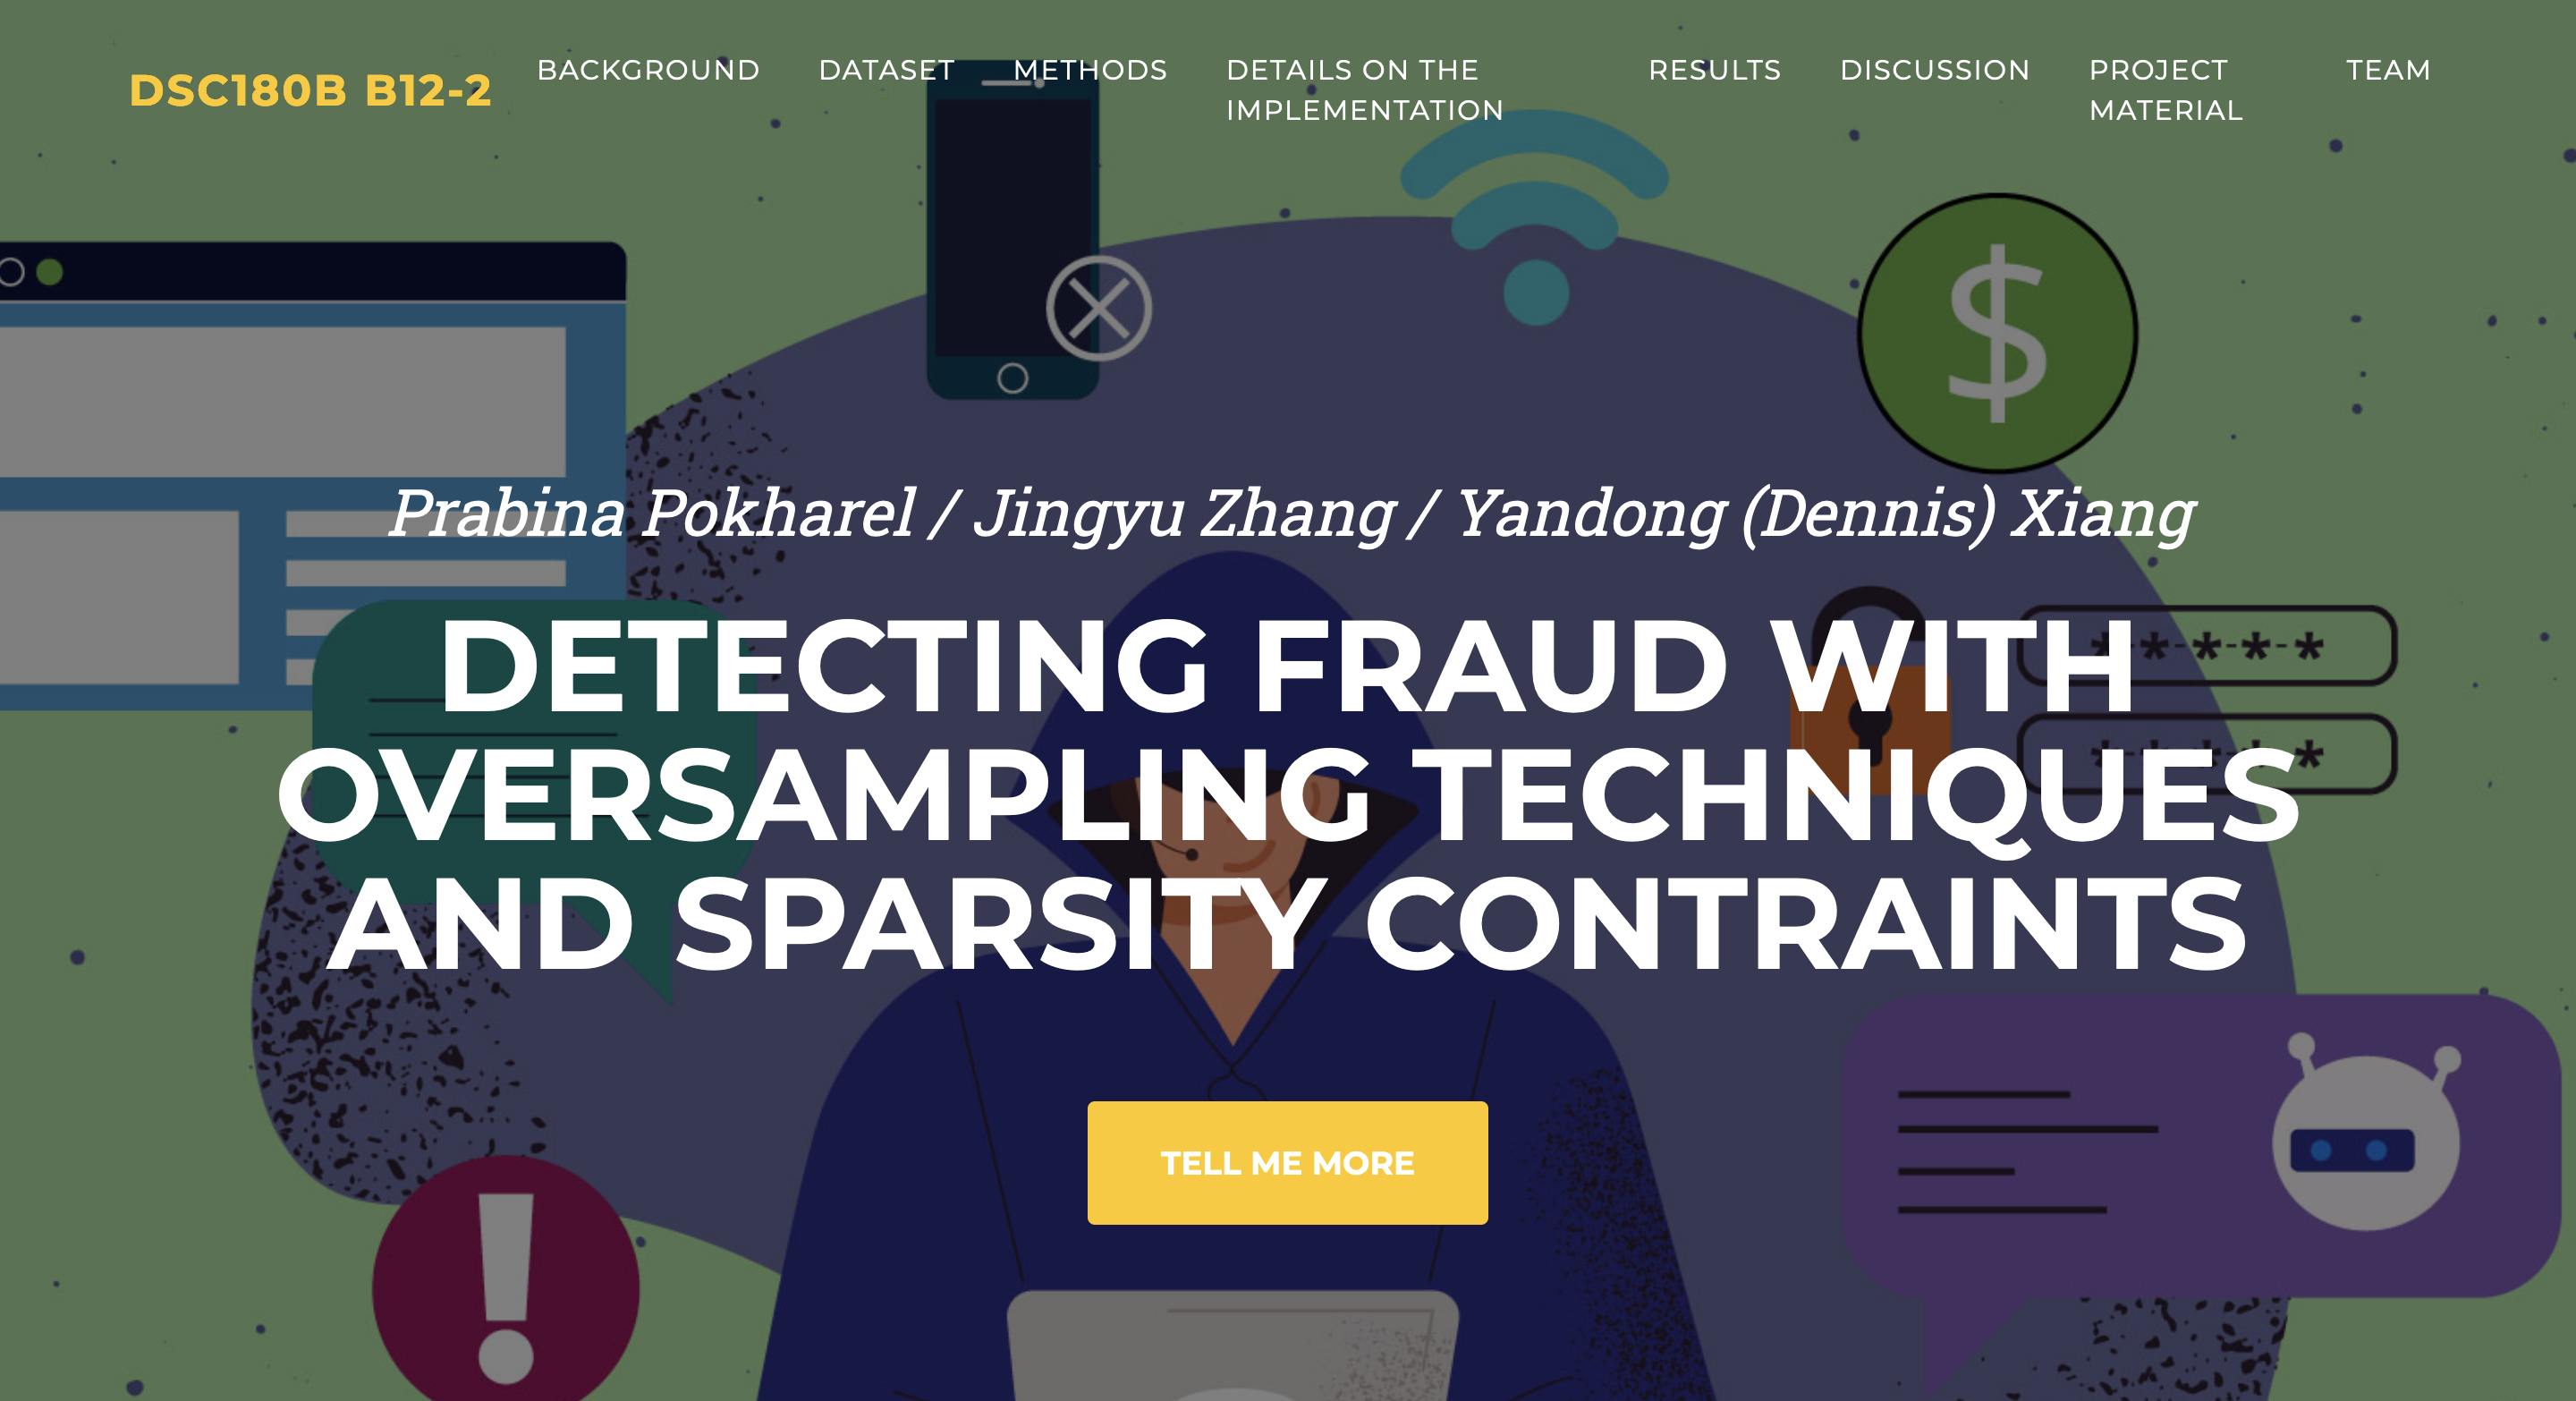 DSC180B B12-2
BACKGROUND
DATASET
METHODS
DETAILS ON THE
IMPLEMENTATION
RESULTS
DISCUSSION
PROJECT
MATERIAL
TEAM
$
Prabina Pokharel / Jingyu Zhang / Yandong (Dennis) Xiang
DETECTING FRAUD WITH
OVERSAMPLING TECHNIQUES
AND SPARSITY CONTRAINTS
TELL ME MORE
!